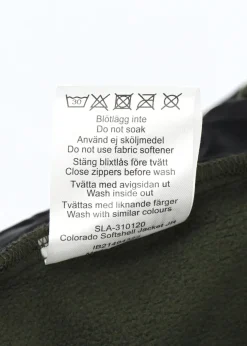 30
Blötlägg inte
Do not soak
Använd ej sköljmedel
Do not use fabric softener
Stäng blixtlås före tvätt
Close zippers before wash
Tvätta med avigsidan ut
Wash inside out
Tvättas med liknande färger
Wash with similar colours
SLA-310120
Colorado Softshell Jacket JR